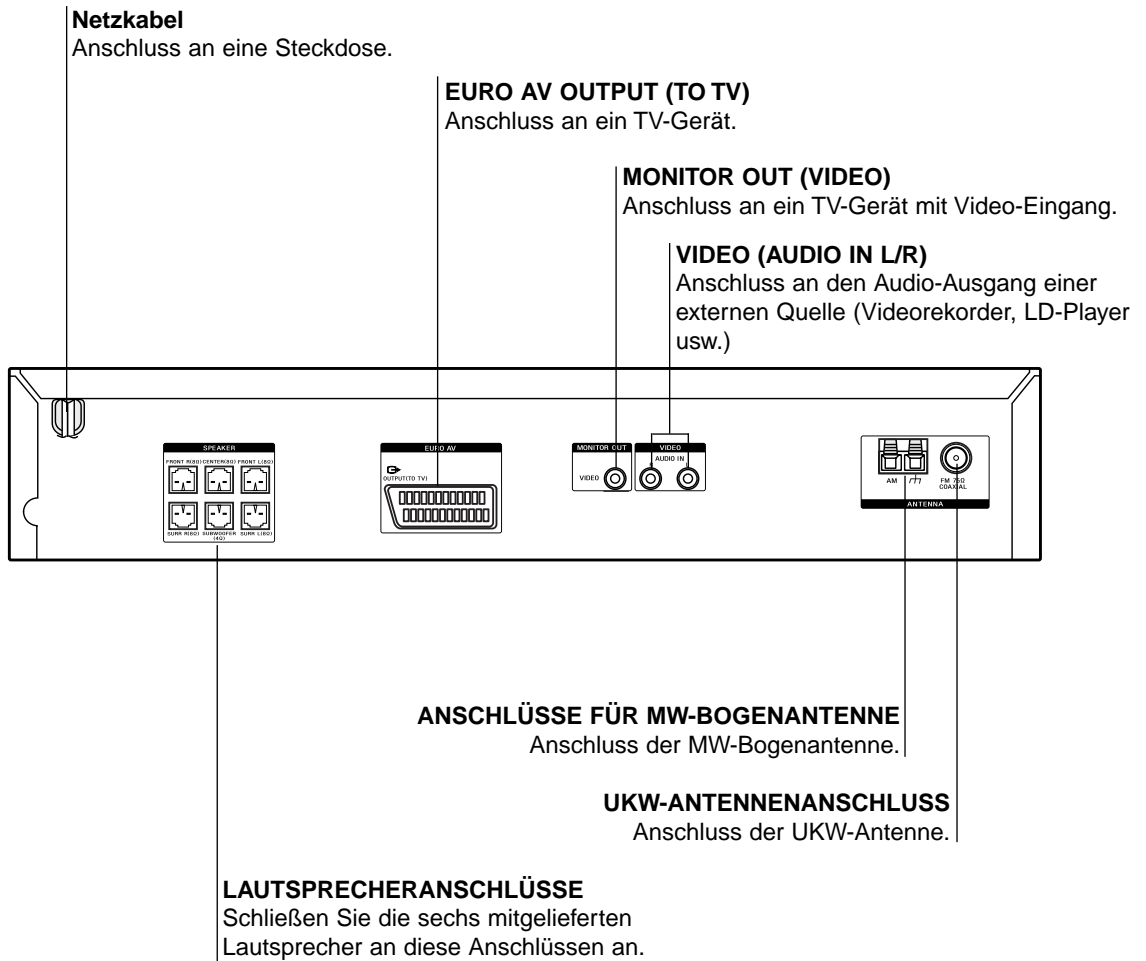 Netzkabel
Anschluss an eine Steckdose.
EURO AV OUTPUT (TO TV)
Anschluss an ein TV-Gerät.
MONITOR OUT (VIDEO)
Anschluss an ein TV-Gerät mit Video-Eingang.
VIDEO (AUDIO IN L/R)
Anschluss an den Audio-Ausgang einer
externen Quelle (Videorekorder, LD-Player
usw.)
SPEAKER
FRONT R(8Ω) CENTER(8Ω) FRONT L(8Ω)
SURR R(8Ω) SUBWOOFER SURR L(8Ω)
(4Ω)
EURO AV
OUTPUT(TO TV)
MONITOR OUT
VIDEO
VIDEO
AUDIO IN
R L
AM
FM 75Ω
COAXIAL
ANTENNA
ANSCHLÜSSE FÜR MW-BOGENANTENNE
Anschluss der MW-Bogenantenne.
UKW-ANTENNENANSCHLUSS
Anschluss der UKW-Antenne.
LAUTSPRECHERANSCHLÜSSE
Schließen Sie die sechs mitgelieferten
Lautsprecher an diese Anschlüssen an.